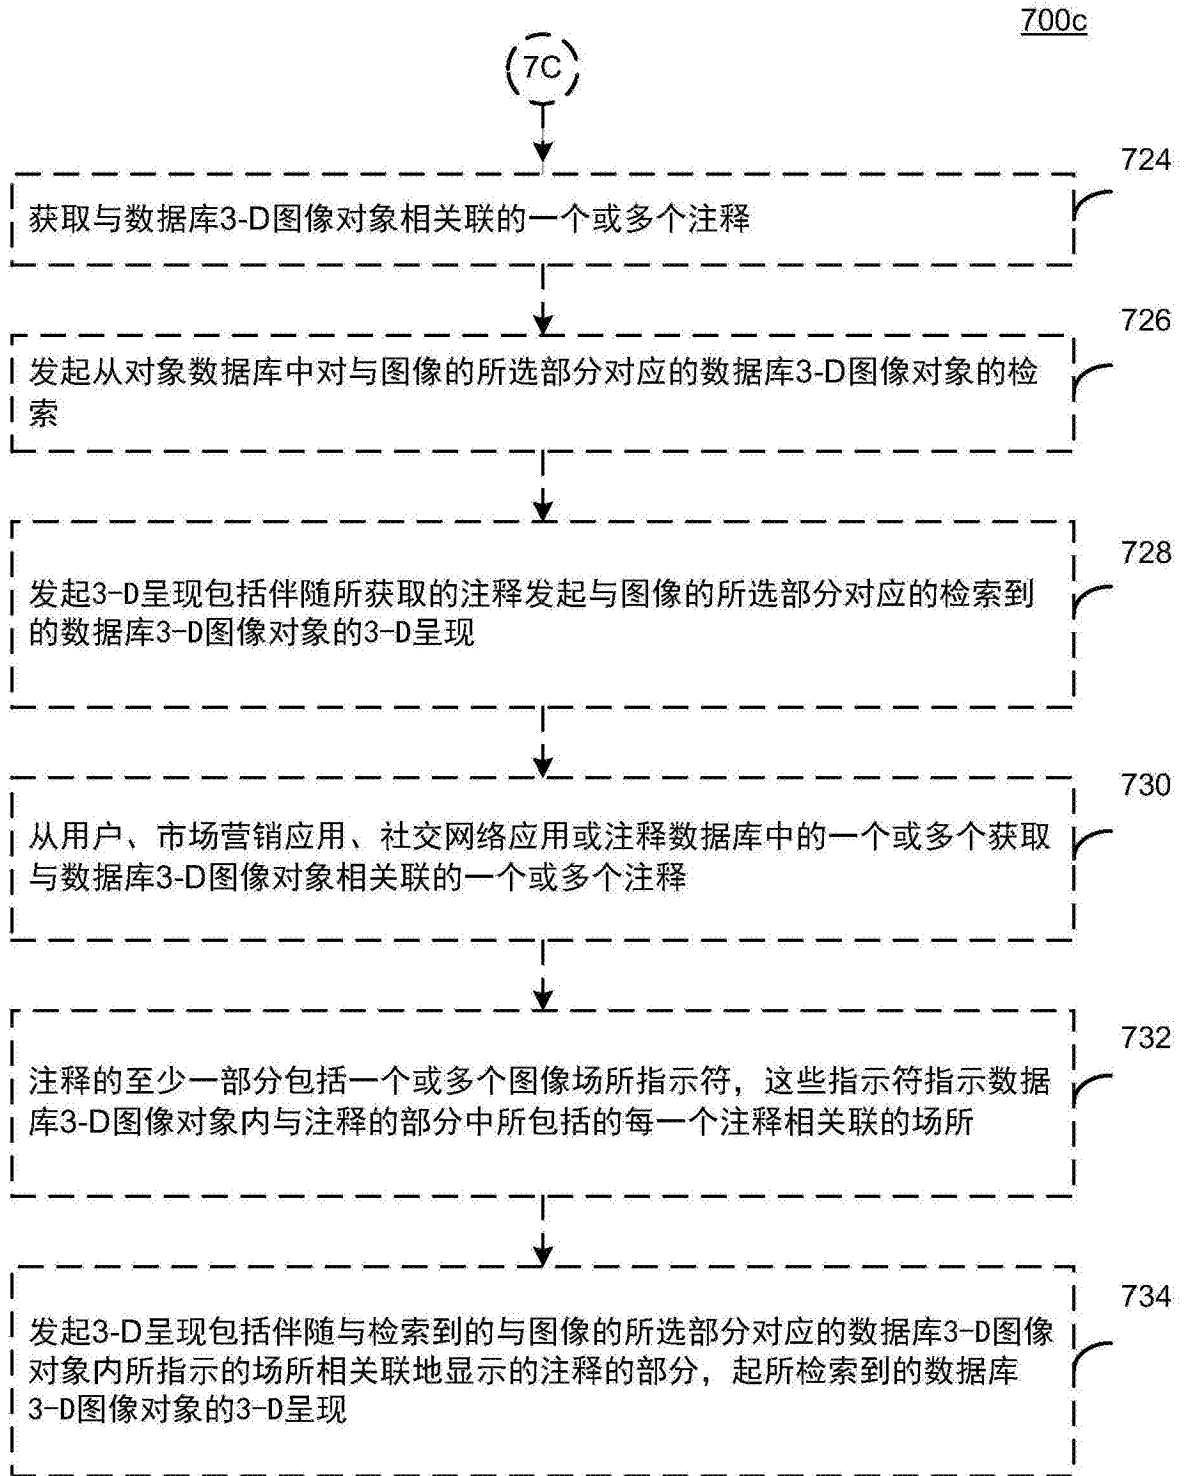 700c
7C
724
获取与数据库3-D图像对象相关联的一个或多个注释
726
发起从对象数据库中对与图像的所选部分对应的数据库3-D图像对象的检
索
728
发起3-D呈现包括伴随所获取的注释发起与图像的所选部分对应的检索到
的数据库3-D图像对象的3-D呈现
730
从用户、市场营销应用、社交网络应用或注释数据库中的一个或多个获取
与数据库3-D图像对象相关联的一个或多个注释
732
注释的至少一部分包括一个或多个图像场所指示符，这些指示符指示数据
库3-D图像对象内与注释的部分中所包括的每一个注释相关联的场所
734
发起3-D呈现包括伴随与检索到的与图像的所选部分对应的数据库3-D图像
对象内所指示的场所相关联地显示的注释的部分，起所检索到的数据库
3-D图像对象的3-D呈现